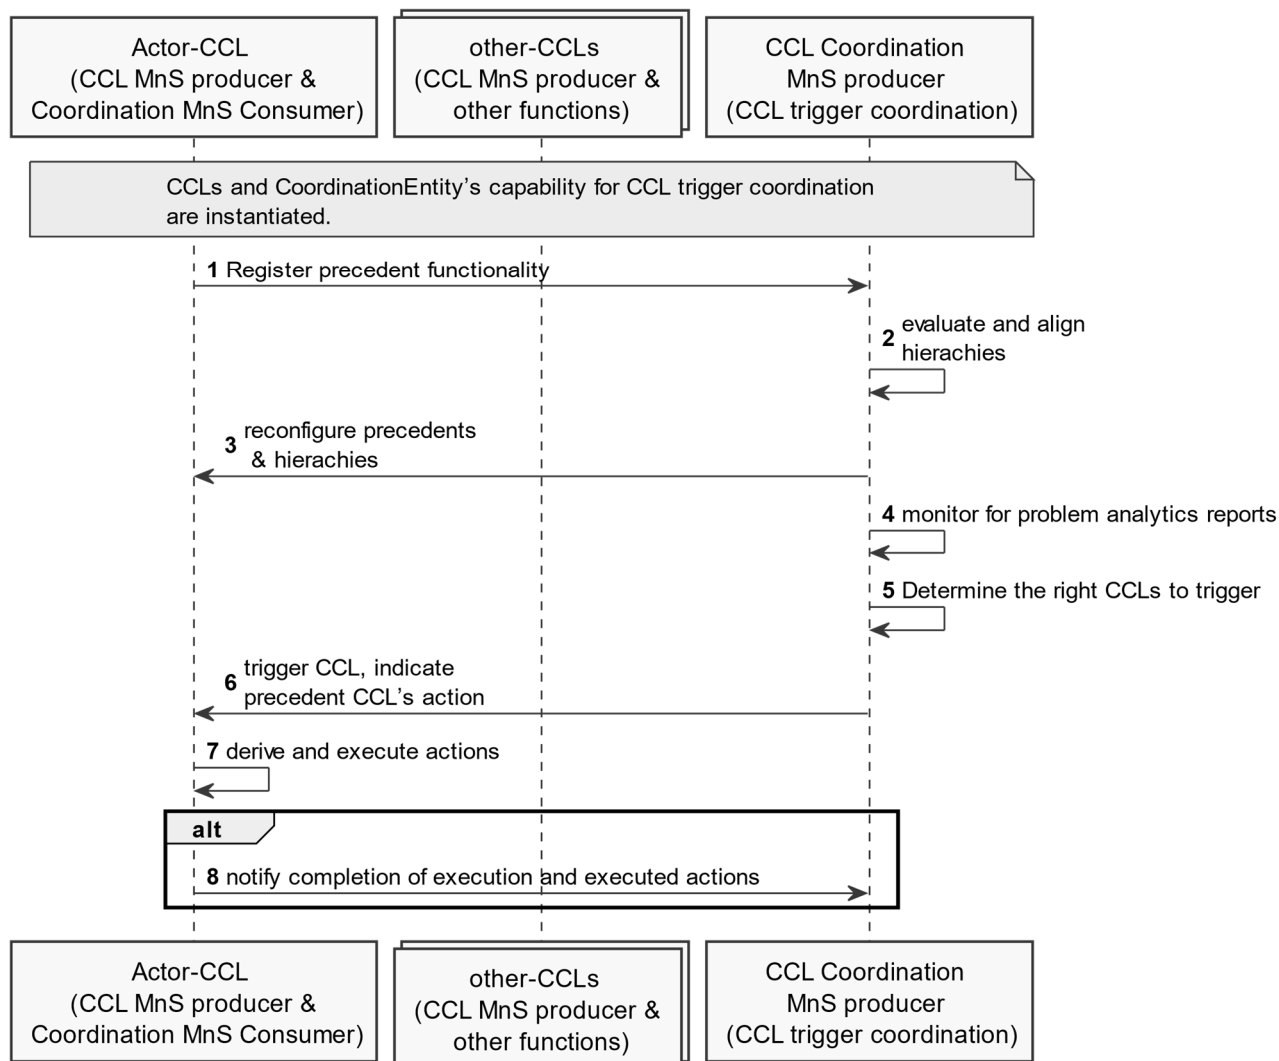 Actor-CCL
(CCL MnS producer &
Coordination MnS Consumer)
other-CCLs
(CCL MnS producer &
other functions)
CCL Coordination
MnS producer
(CCL trigger coordination)
CCLs and CoordinationEntity's capability for CCL trigger coordination
are instantiated.
1 Register precedent functionality
2 evaluate and align
hierachies
3 reconfigure precedents
& hierachies
4 monitor for problem analytics reports
5 Determine the right CCLs to trigger
6 trigger CCL, indicate
precedent CCL's action
7 derive and execute actions
alt
8 notify completion of execution and executed actions
Actor-CCL
(CCL MnS producer &
Coordination MnS Consumer)
other-CCLs
(CCL MnS producer &
other functions)
CCL Coordination
MnS producer
(CCL trigger coordination)